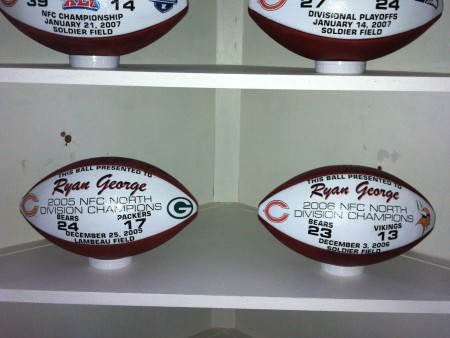 39 XLI 14
NFC CHAMPIONSHIP
JANUARY 21, 2007
SOLDIER FIELD
27 24
DIVISIONAL PLAYOFFS
JANUARY 14, 2007
SOLDIER FIELD
THIS BALL PRESENTED TO
Ryan George
2005 NFC NORTH
DIVISION CHAMPIONS
BEARS PACKERS
24 17
DECEMBER 25, 2005
LAMBEAU FIELD
C
G
THIS BALL PRESENTED TO
Ryan George
2006 NFC NORTH
DIVISION CHAMPIONS
BEARS VIKINGS
23 13
DECEMBER 3, 2006
SOLDIER FIELD
C